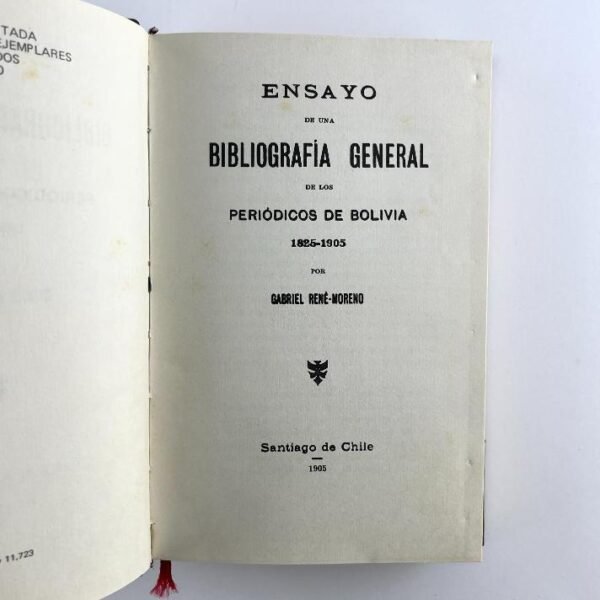 TADA
EJEMPLARES
DOS
O
11.723
ENSAYO
DE UNA
BIBLIOGRAFÍA GENERAL
DE LOS
PERIÓDICOS DE BOLIVIA
1825-1905
POR
GABRIEL RENÉ-MORENO
Santiago de Chile
1905